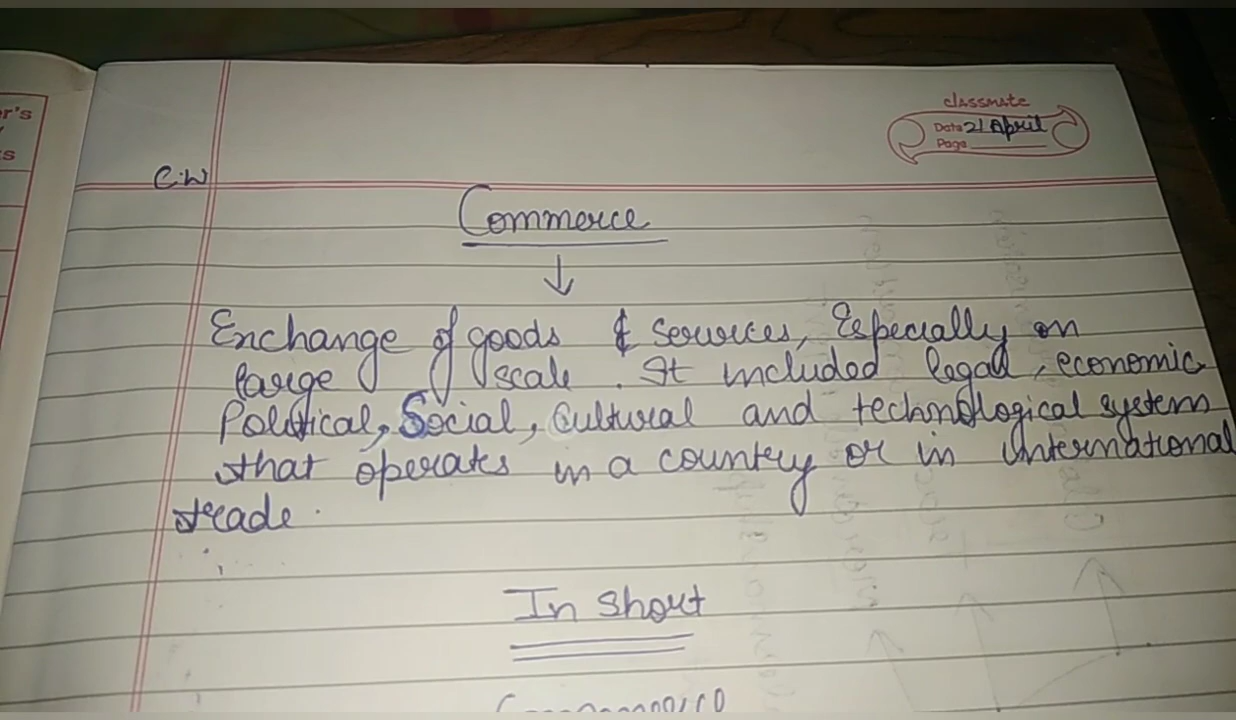 r's
s
classmate
Date 21 April
Page
C.W
Commerce
Exchange of goods & services, Especially on
large scale. It included legal, economic
Political, Social, Cultural and technological system
that operates in a country or in international
trade.
In Short